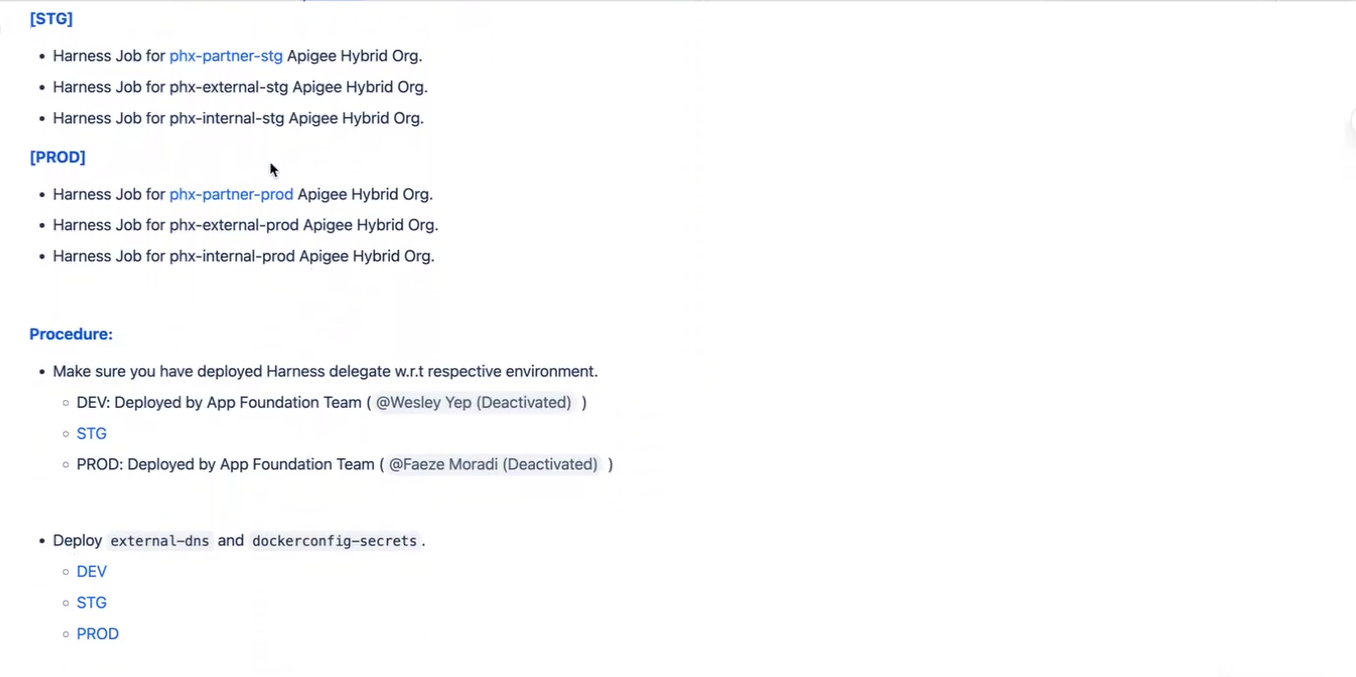 [STG]
• Harness Job for phx-partner-stg Apigee Hybrid Org.
• Harness Job for phx-external-stg Apigee Hybrid Org.
• Harness Job for phx-internal-stg Apigee Hybrid Org.
[PROD]
• Harness Job for phx-partner-prod Apigee Hybrid Org.
• Harness Job for phx-external-prod Apigee Hybrid Org.
• Harness Job for phx-internal-prod Apigee Hybrid Org.
Procedure:
• Make sure you have deployed Harness delegate w.r.t respective environment.
○ DEV: Deployed by App Foundation Team ( @Wesley Yep (Deactivated) )
○ STG
○ PROD: Deployed by App Foundation Team ( @Faeze Moradi (Deactivated) )
• Deploy external-dns and dockerconfig-secrets .
○ DEV
○ STG
○ PROD